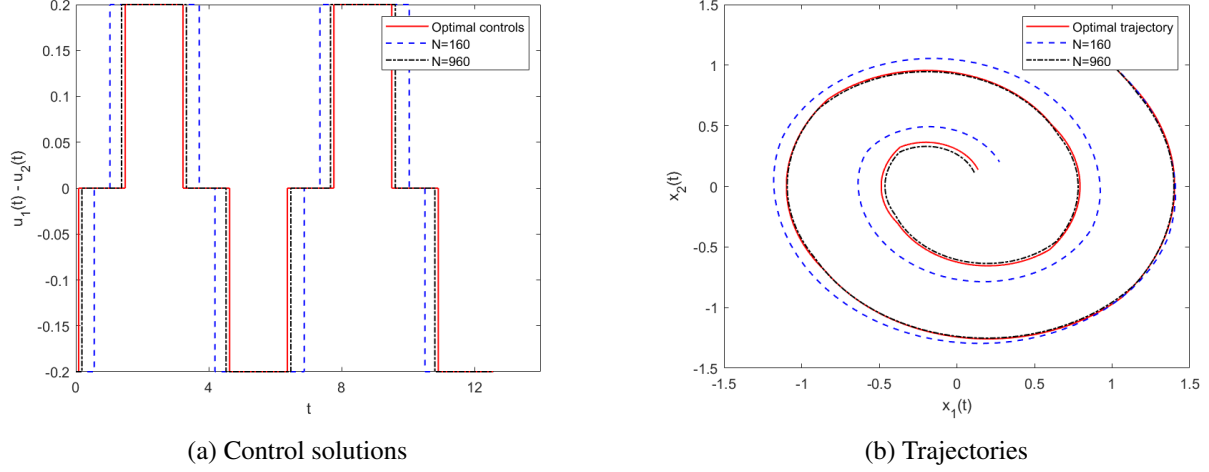 0.2
0.15
0.1
0.05
0
-0.05
-0.1
-0.15
-0.2
0 4 8 12
u1(t) - u2(t)
t
Optimal controls
N=160
N=960
(a) Control solutions
1.5
1
0.5
0
-0.5
-1
-1.5
-1.5 -1 -0.5 0 0.5 1 1.5
x2(t)
x1(t)
Optimal trajectory
N=160
N=960
(b) Trajectories